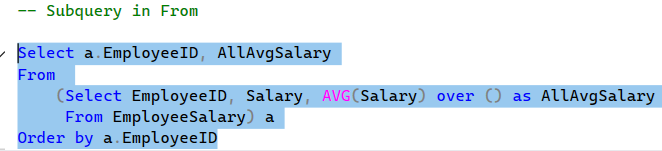 -- Subquery in From
Select a.EmployeeID, AllAvgSalary
From
(Select EmployeeID, Salary, AVG(Salary) over () as AllAvgSalary
From EmployeeSalary) a
Order by a.EmployeeID